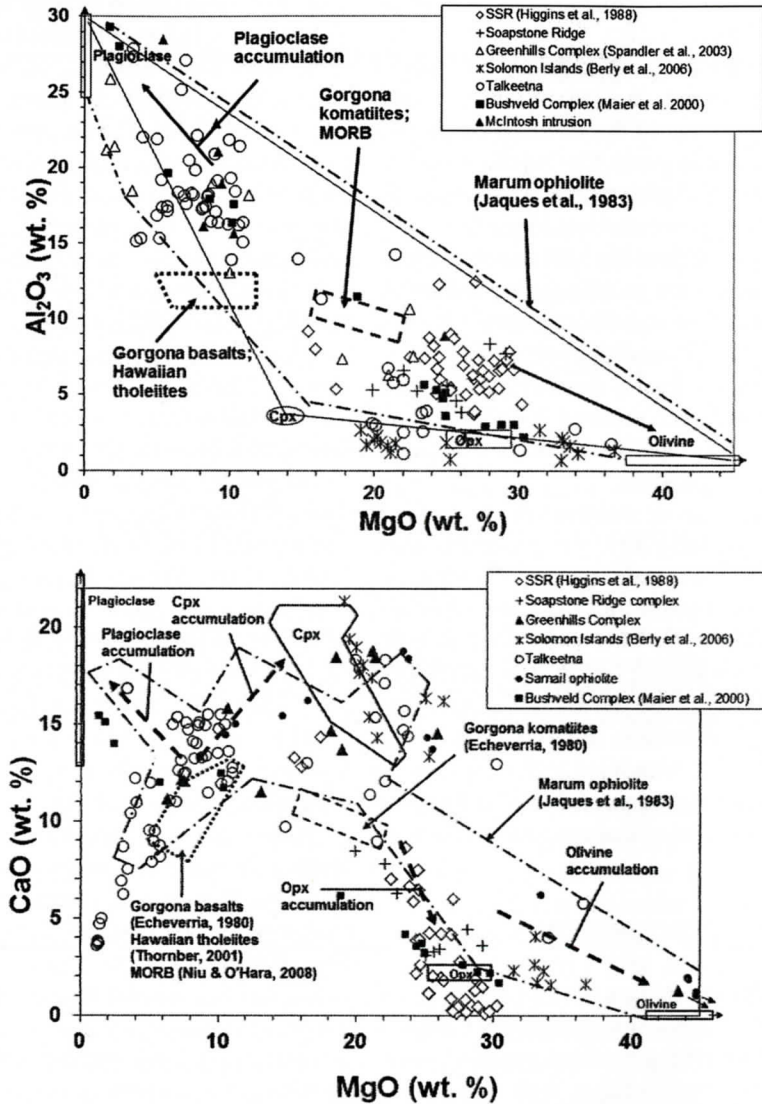 ◇ SSR (Higgins et al., 1988)
+ Soapstone Ridge
△ Greenhills Complex (Spandler et al., 2003)
Solomon Islands (Berly et al., 2006)
○ Talkeetna
■ Bushveld Complex (Maier et al. 2000)
▲ McIntosh intrusion
30
25
20
15
10
5
0
Al₂O₃ (wt. %)
Plagioclase
Plagioclase
accumulation
Gorgona
komatiites;
MORB
Marum ophiolite
(Jaques et al., 1983)
Gorgona basalts;
Hawaiian
tholeiites
Cpx
Opx
Olivine
0 10 20 30 40
MgO (wt. %)
◇ SSR (Higgins et al., 1989)
+ Soapstone Ridge complex
▲ Greenhills Complex
Solomon Islands (Berly et al., 2006)
○ Talkeetna
● Samail ophiolite
■ Bushveld Complex (Maier et al., 2000)
20
15
10
5
0
CaO (wt. %)
Plagioclase
Cpx
accumulation
Plagioclase
accumulation
Cpx
Gorgona komatiites
(Echeverria, 1980)
Marum ophiolite
(Jaques et al., 1983)
Olivine
accumulation
Opx
accumulation
Gorgona basalts
(Echeverria, 1980)
Hawaiian tholeiites
(Thornber, 2001)
MORB (Niu & O'Hara, 2008)
Opx
Olivine
0 10 20 30 40
MgO (wt. %)